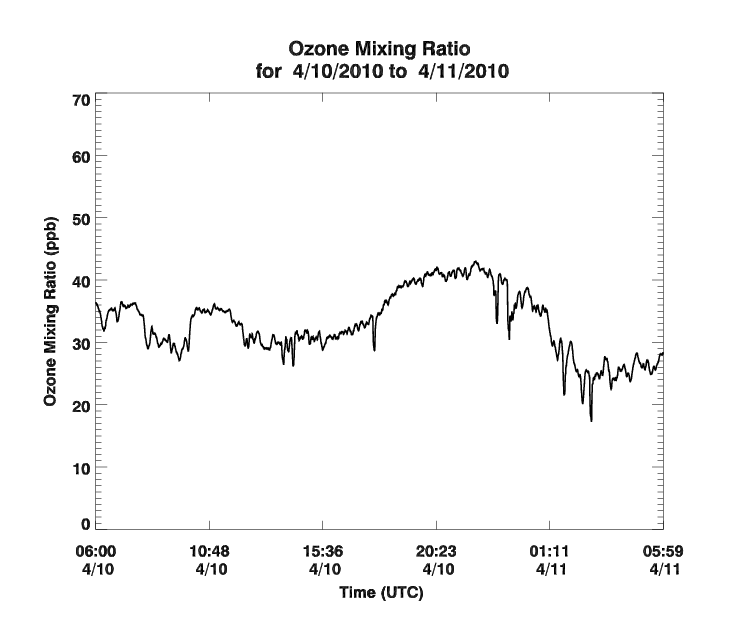 Ozone Mixing Ratio
for 4/10/2010 to 4/11/2010
70
60
50
40
30
20
10
0
Ozone Mixing Ratio (ppb)
06:00 10:48 15:36 20:23 01:11 05:59
4/10 4/10 4/10 4/10 4/11 4/11
Time (UTC)